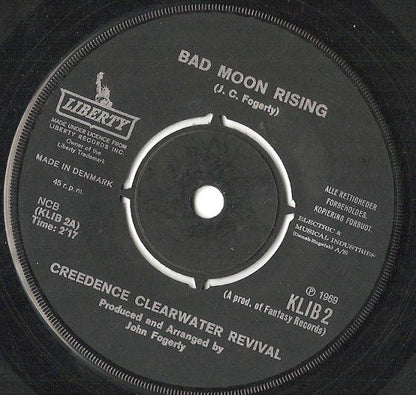 BAD MOON RISING
(J. C. Fogerty)
LIBERTY
MADE UNDER LICENCE FROM
LIBERTY RECORDS INC.
Owner of the
Liberty Trademark.
MADE IN DENMARK
45 r. p. m.
NCB
(KLIB 2A)
Time: 2'17
ALLE RETTIGHEDER
FORBEHOLDES.
KOPIERING FORBUDT.
ELECTRIC &
MUSICAL INDUSTRIES
(Dansk-Engelsk) A/S
℗ 1969
KLIB 2
(A prod. of Fantasy Records)
CREEDENCE CLEARWATER REVIVAL
Produced and Arranged by
John Fogerty